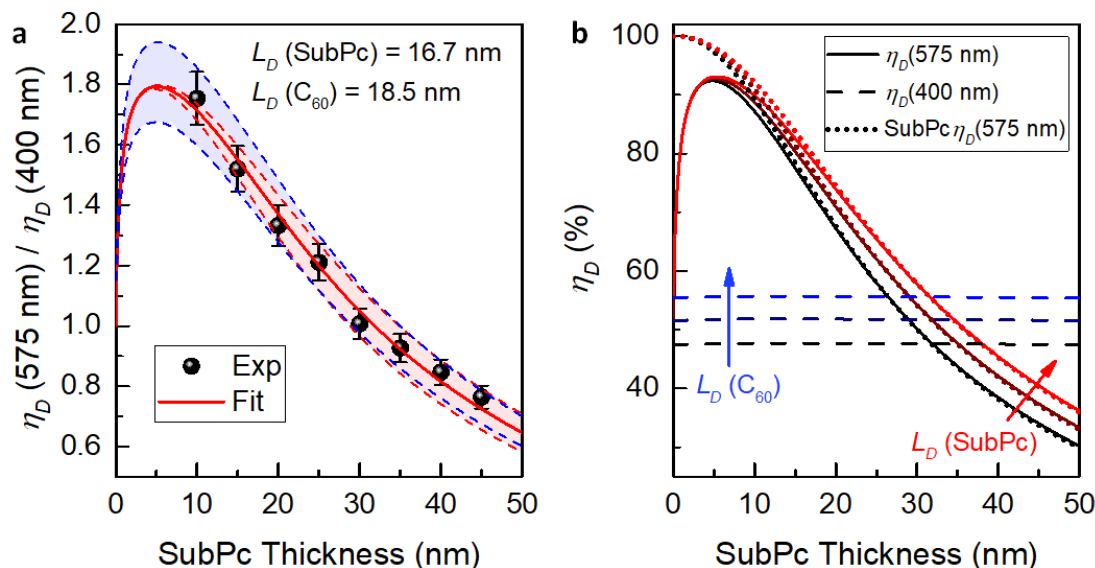 a
L_D (SubPc) = 16.7 nm
L_D (C₆₀) = 18.5 nm
η_D (575 nm) / η_D (400 nm)
2.0
1.8
1.6
1.4
1.2
1.0
0.8
0.6
Exp
Fit
0 10 20 30 40 50
SubPc Thickness (nm)
b
η_D(575 nm)
η_D(400 nm)
SubPc η_D(575 nm)
η_D (%)
100
80
60
40
L_D (C₆₀)
L_D (SubPc)
0 10 20 30 40 50
SubPc Thickness (nm)